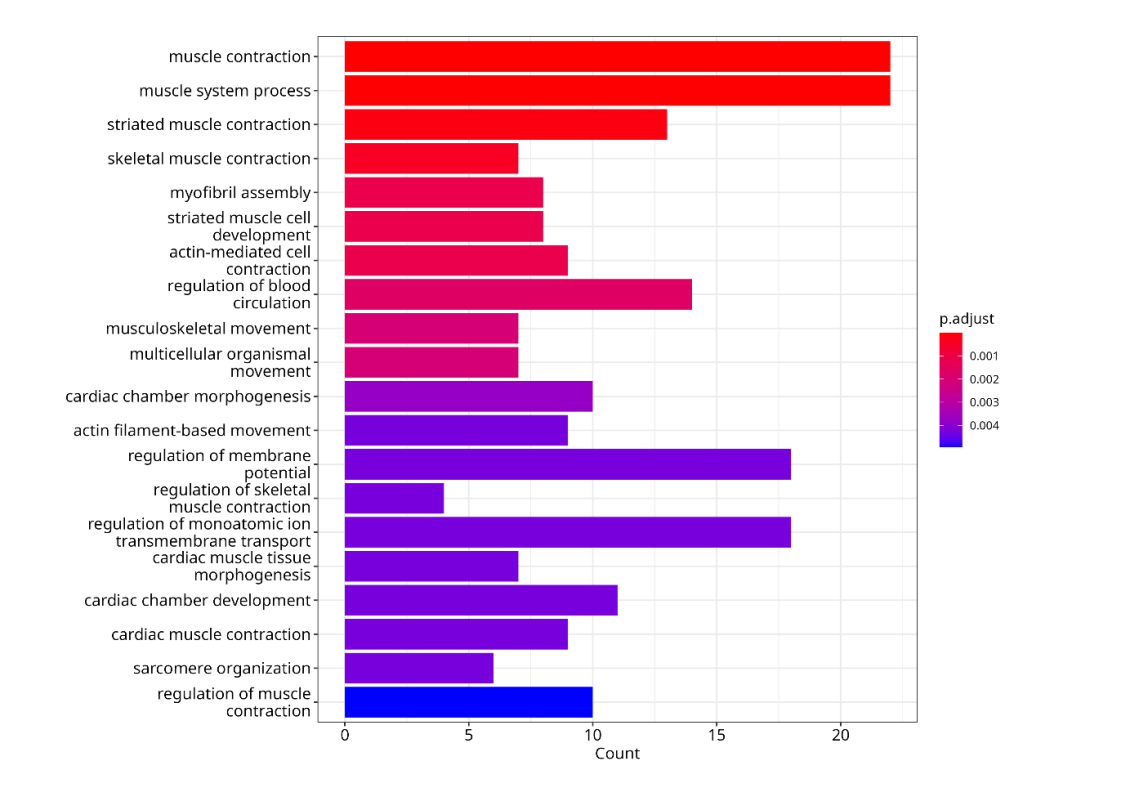 muscle contraction
muscle system process
striated muscle contraction
skeletal muscle contraction
myofibril assembly
striated muscle cell
development
actin-mediated cell
contraction
regulation of blood
circulation
musculoskeletal movement
multicellular organismal
movement
cardiac chamber morphogenesis
actin filament-based movement
regulation of membrane
potential
regulation of skeletal
muscle contraction
regulation of monoatomic ion
transmembrane transport
cardiac muscle tissue
morphogenesis
cardiac chamber development
cardiac muscle contraction
sarcomere organization
regulation of muscle
contraction
0 5 10 15 20
Count
p.adjust
0.001
0.002
0.003
0.004